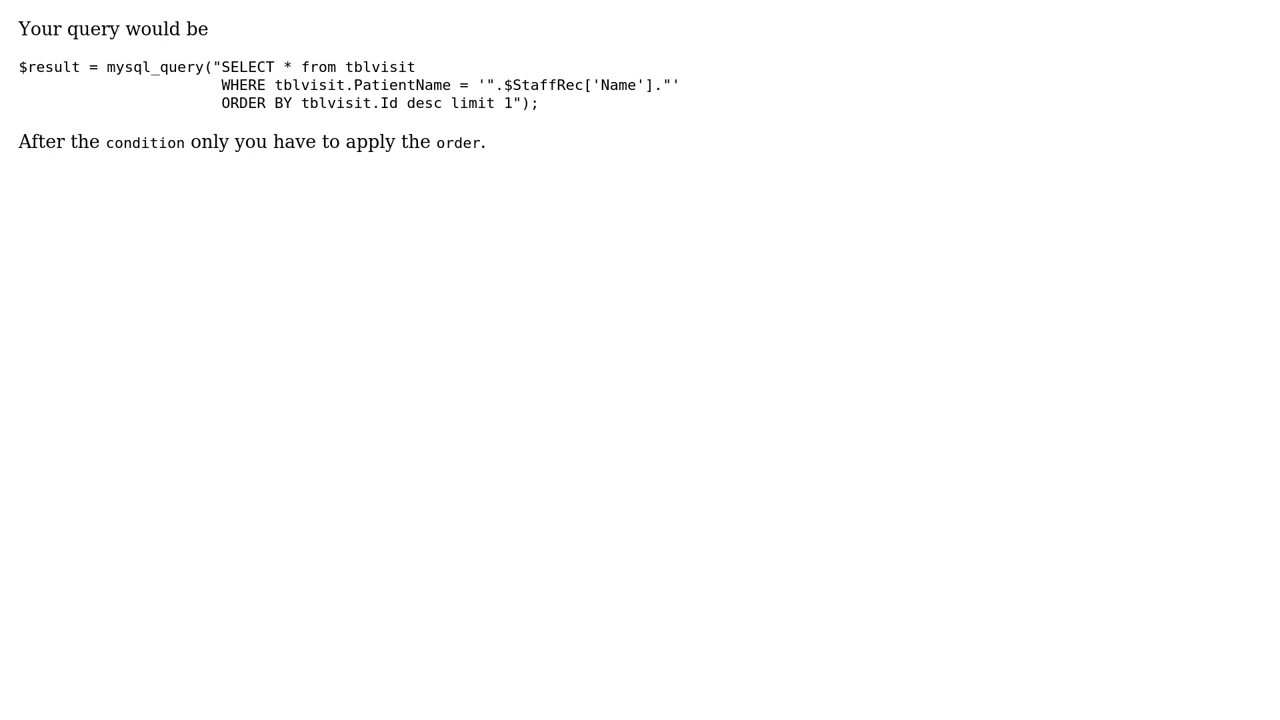 Your query would be
$result = mysql_query("SELECT * from tblvisit
                       WHERE tblvisit.PatientName = '".$StaffRec['Name']."'
                       ORDER BY tblvisit.Id desc limit 1");
After the condition only you have to apply the order.